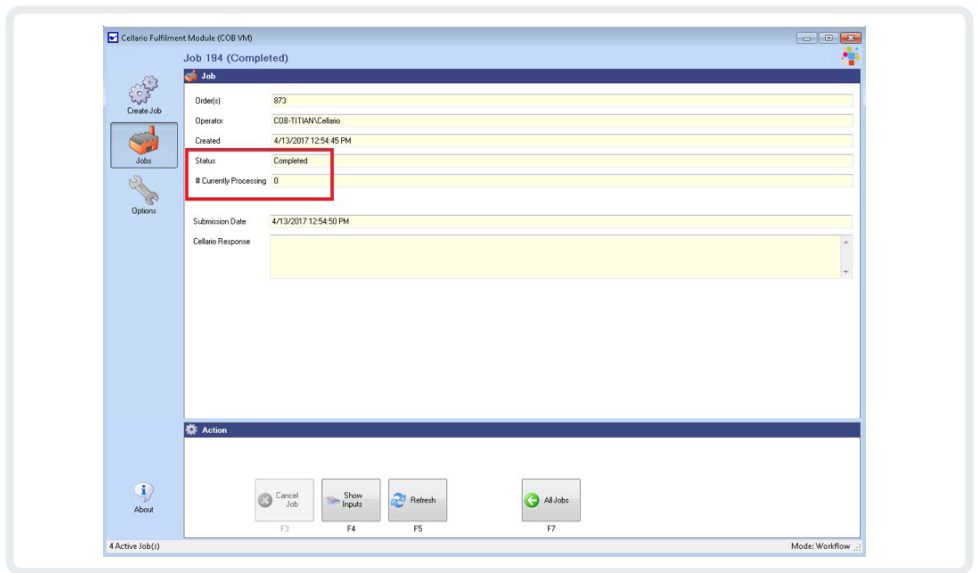 Cellario Fulfilment Module (COB VM)
Job 194 (Completed)
Job
Create Job
Jobs
Options
Order(s) 873
Operator COB-TITIAN\Cellario
Created 4/13/2017 12:54:45 PM
Status Completed
# Currently Processing 0
Submission Date 4/13/2017 12:54:50 PM
Cellario Response
Action
Cancel Job
Show Inputs
Refresh
All Jobs
F3 F4 F5 F7
About
4 Active Job(s) Mode: Workflow